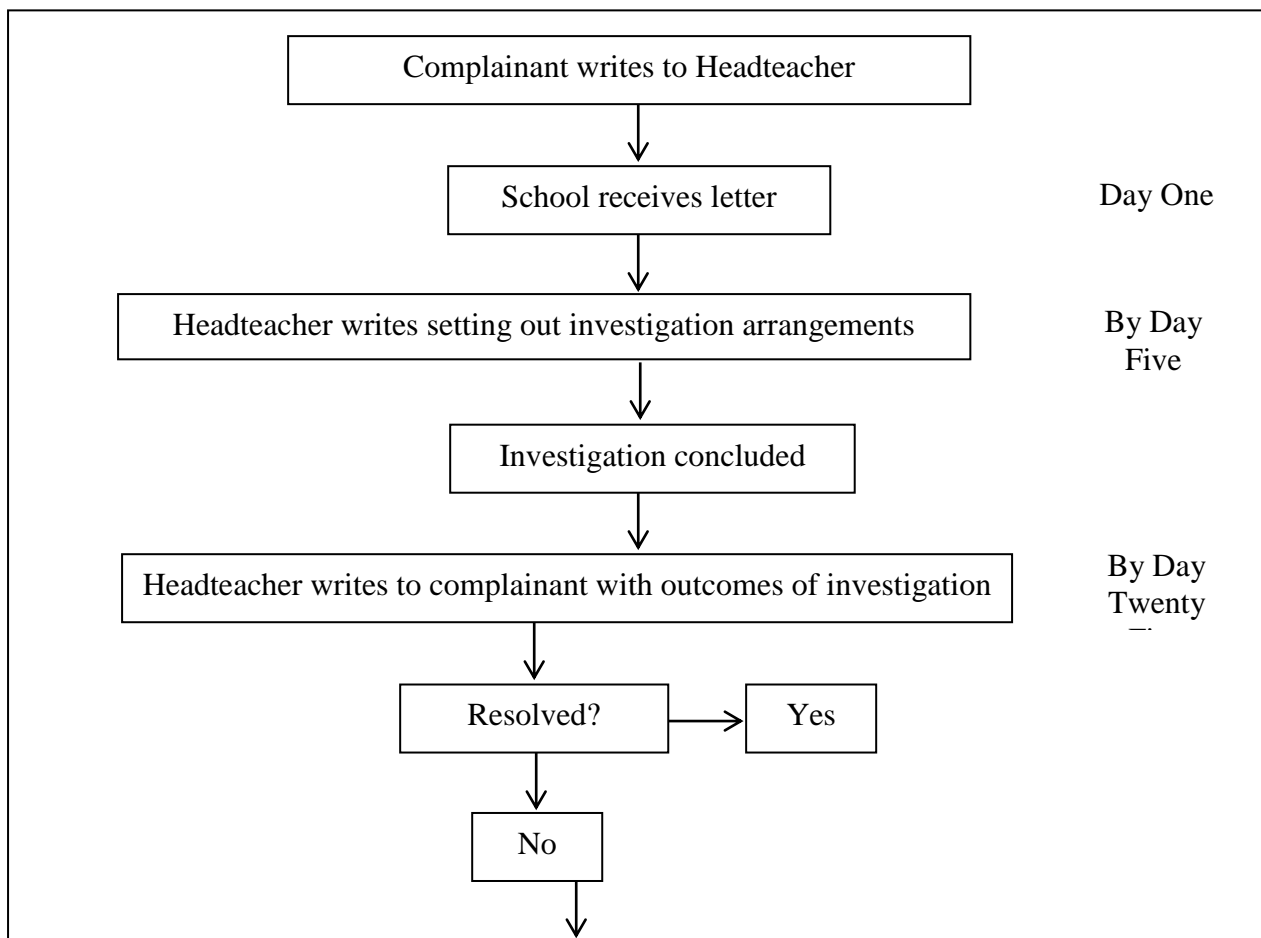 Complainant writes to Headteacher
School receives letter
Day One
Headteacher writes setting out investigation arrangements
By Day
Five
Investigation concluded
Headteacher writes to complainant with outcomes of investigation
By Day
Twenty
Resolved?
Yes
No